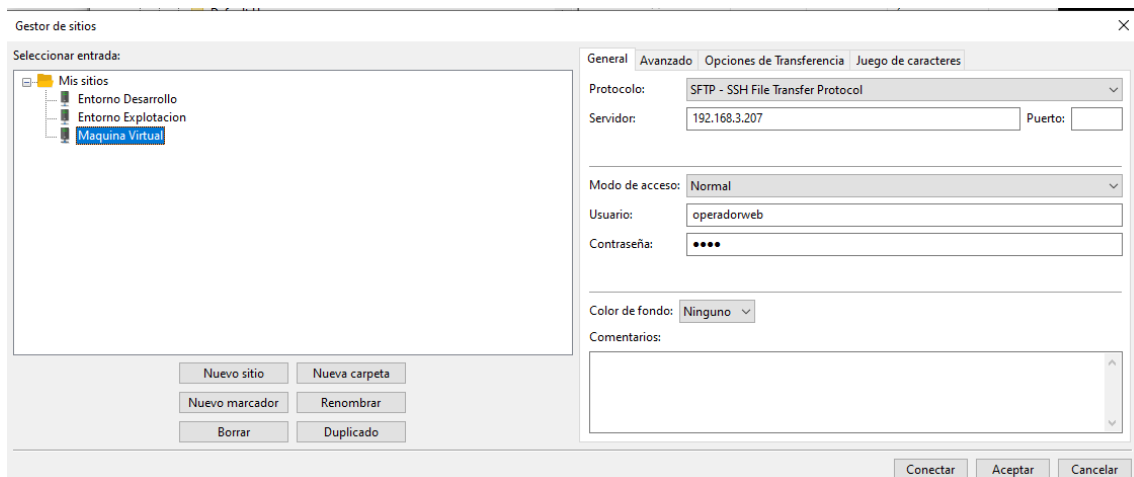 Gestor de sitios
Seleccionar entrada:
Mis sitios
Entorno Desarrollo
Entorno Explotacion
Maquina Virtual
Nuevo sitio Nueva carpeta
Nuevo marcador Renombrar
Borrar Duplicado
General Avanzado Opciones de Transferencia Juego de caracteres
Protocolo: SFTP - SSH File Transfer Protocol
Servidor: 192.168.3.207 Puerto:
Modo de acceso: Normal
Usuario: operadorweb
Contraseña: ●●●●
Color de fondo: Ninguno
Comentarios:
Conectar Aceptar Cancelar